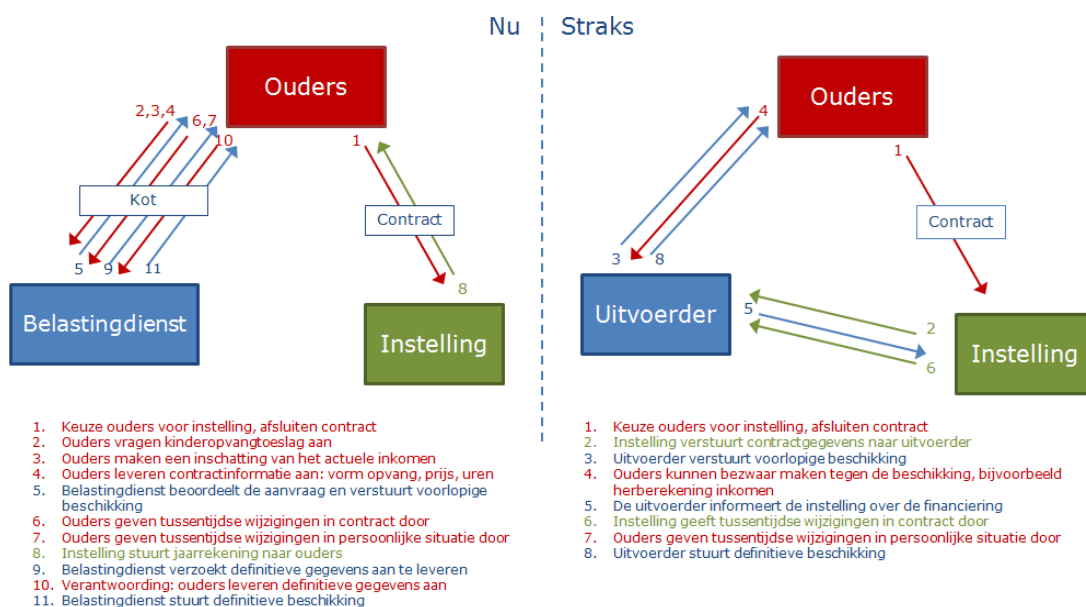 Nu
Straks
Ouders
2,3,4
6,7
10
1
Kot
Contract
5
9
11
8
Belastingdienst
Instelling
1. Keuze ouders voor instelling, afsluiten contract
2. Ouders vragen kinderopvangtoeslag aan
3. Ouders maken een inschatting van het actuele inkomen
4. Ouders leveren contractinformatie aan: vorm opvang, prijs, uren
5. Belastingdienst beoordeelt de aanvraag en verstuurt voorlopige
beschikking
6. Ouders geven tussentijdse wijzigingen in contract door
7. Ouders geven tussentijdse wijzigingen in persoonlijke situatie door
8. Instelling stuurt jaarrekening naar ouders
9. Belastingdienst verzoekt definitieve gegevens aan te leveren
10. Verantwoording: ouders leveren definitieve gegevens aan
11. Belastingdienst stuurt definitieve beschikking
Ouders
4
1
Contract
3
8
Uitvoerder
5
2
6
Instelling
1. Keuze ouders voor instelling, afsluiten contract
2. Instelling verstuurt contractgegevens naar uitvoerder
3. Uitvoerder verstuurt voorlopige beschikking
4. Ouders kunnen bezwaar maken tegen de beschikking, bijvoorbeeld
herberekening inkomen
5. De uitvoerder informeert de instelling over de financiering
6. Instelling geeft tussentijdse wijzigingen in contract door
7. Ouders geven tussentijdse wijzigingen in persoonlijke situatie door
8. Uitvoerder stuurt definitieve beschikking